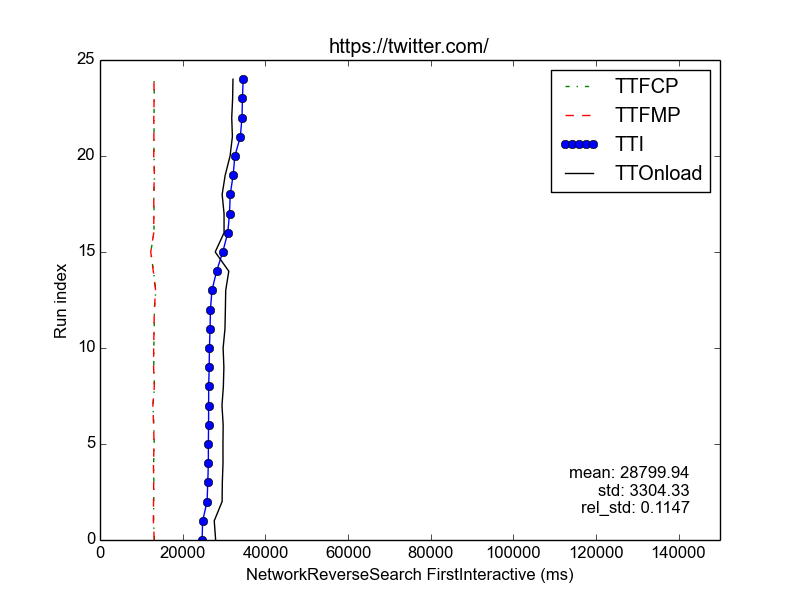 https://twitter.com/
25
20
15
10
5
0
Run index
TTFCP
TTFMP
TTI
TTOnload
mean: 28799.94
std: 3304.33
rel_std: 0.1147
0 20000 40000 60000 80000 100000 120000 140000
NetworkReverseSearch FirstInteractive (ms)